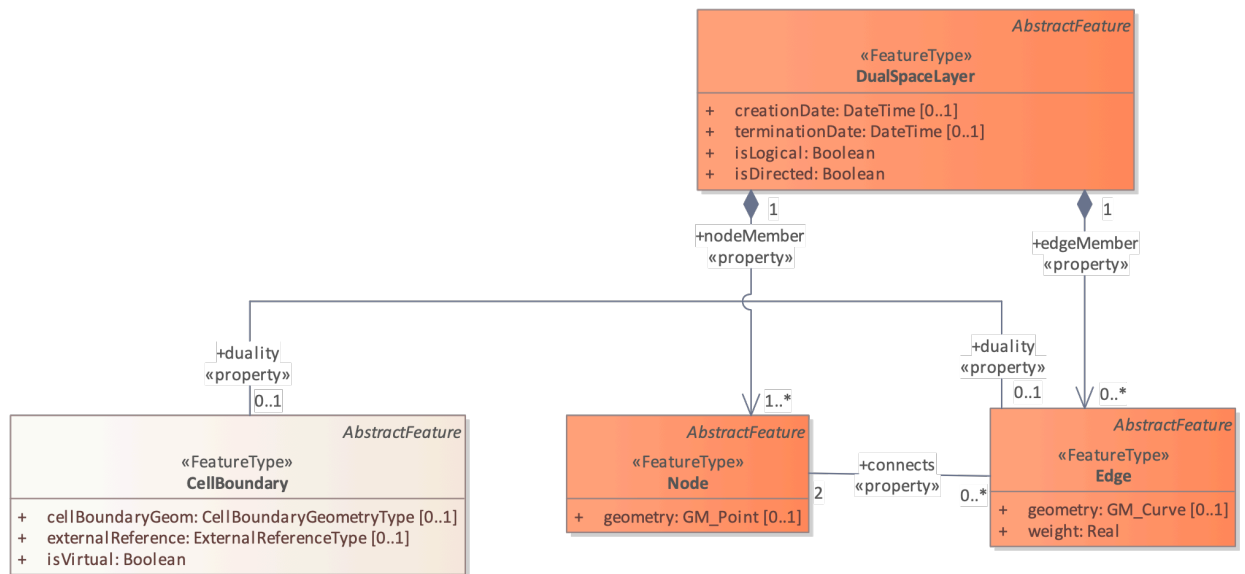 AbstractFeature
«FeatureType»
DualSpaceLayer
+ creationDate: DateTime [0..1]
+ terminationDate: DateTime [0..1]
+ isLogical: Boolean
+ isDirected: Boolean
1
1
+nodeMember
«property»
+edgeMember
«property»
+duality
«property»
0..1
+duality
«property»
0..1
1..*
0..*
AbstractFeature
«FeatureType»
CellBoundary
+ cellBoundaryGeom: CellBoundaryGeometryType [0..1]
+ externalReference: ExternalReferenceType [0..1]
+ isVirtual: Boolean
AbstractFeature
«FeatureType»
Node
+ geometry: GM_Point [0..1]
+connects
«property»
2
0..*
AbstractFeature
«FeatureType»
Edge
+ geometry: GM_Curve [0..1]
+ weight: Real